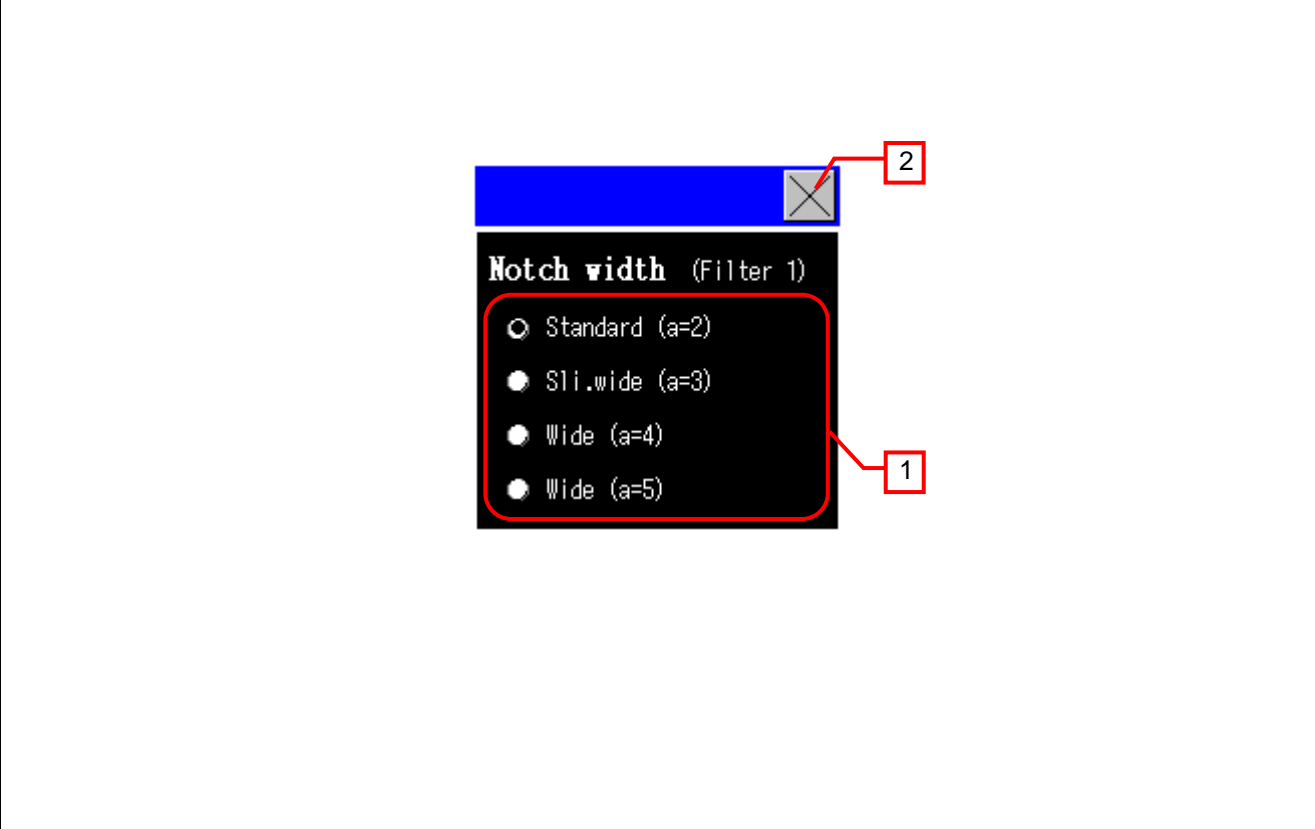 2
Notch width (Filter 1)
Standard (a=2)
Sli.wide (a=3)
Wide (a=4)
Wide (a=5)
1